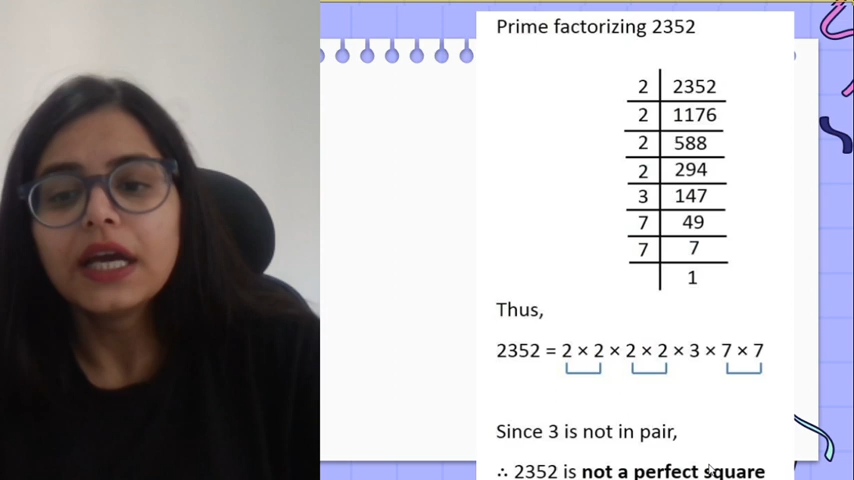 Prime factorizing 2352
2 2352
2 1176
2 588
2 294
3 147
7 49
7 7
1
Thus,
2352 = 2 × 2 × 2 × 2 × 3 × 7 × 7
Since 3 is not in pair,
∴ 2352 is not a perfect square